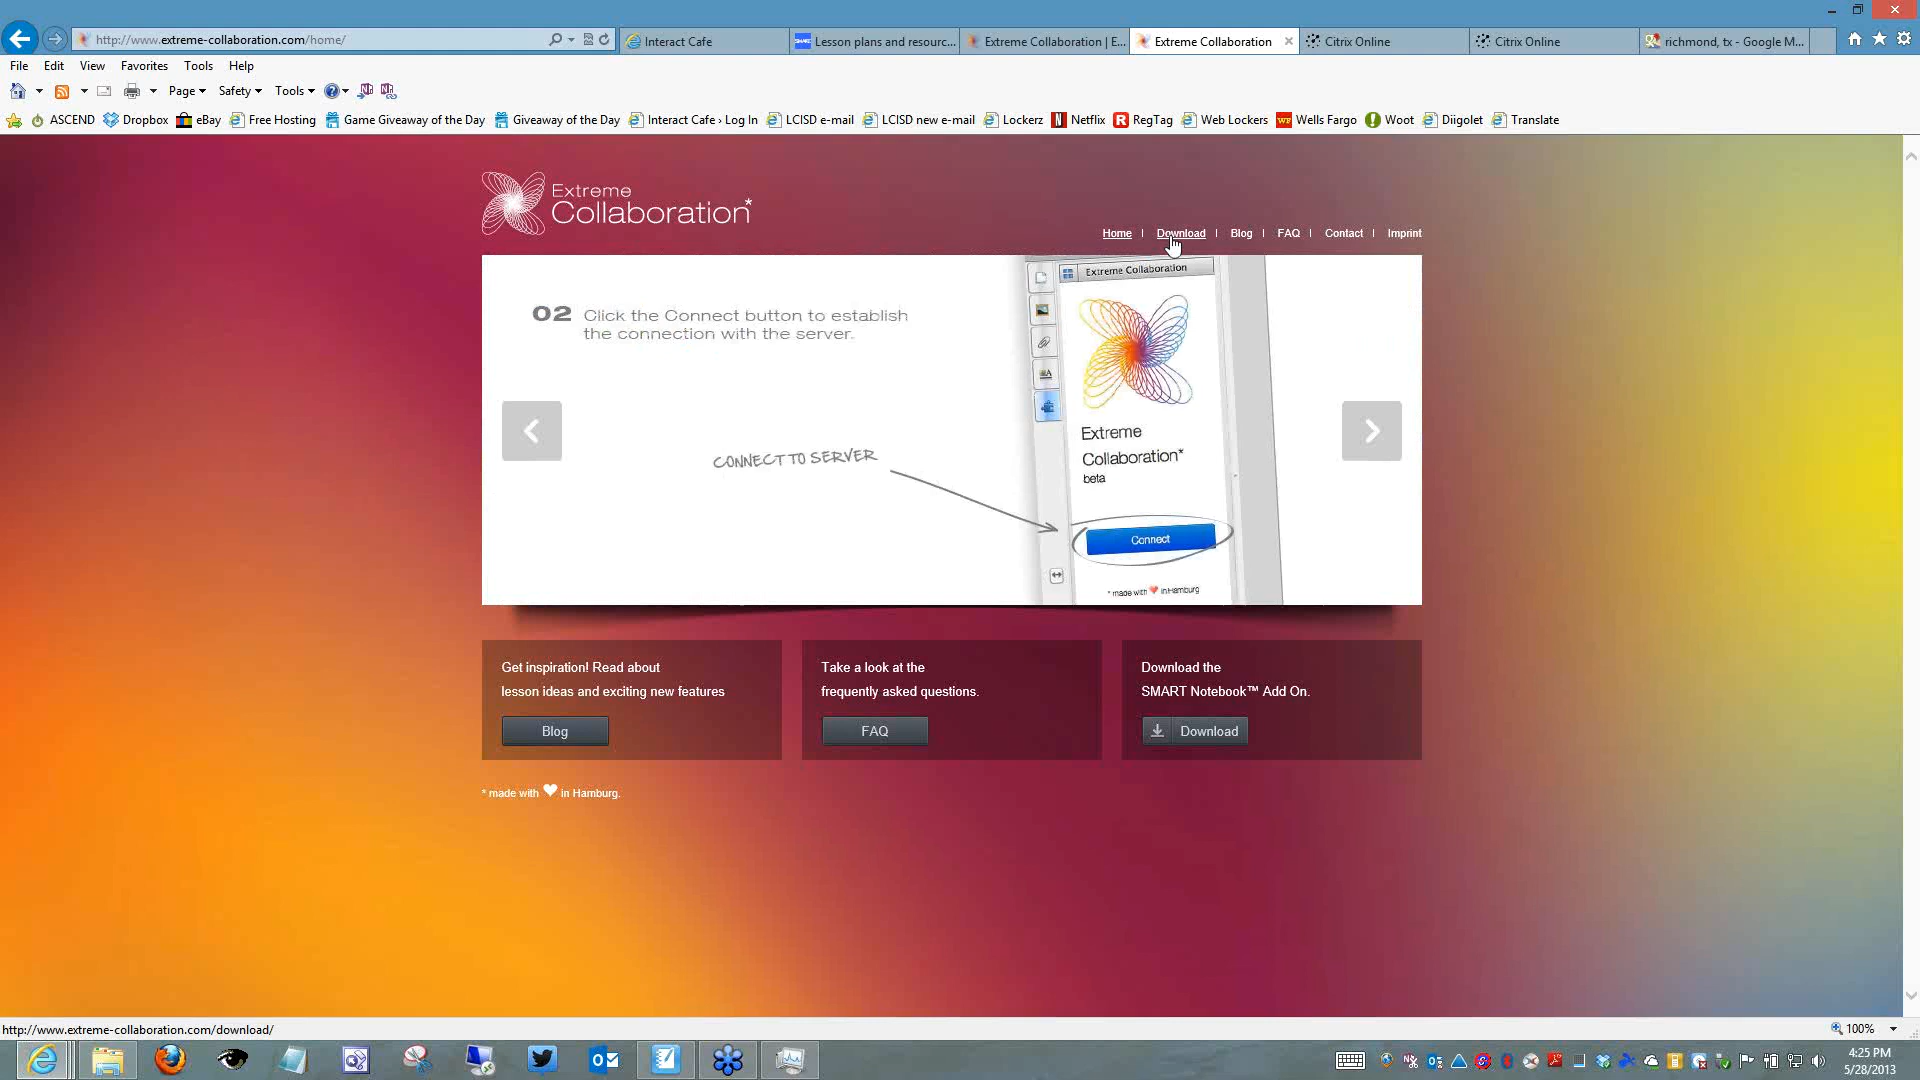 http://www.extreme-collaboration.com/home/
Interact Cafe
Lesson plans and resourc...
Extreme Collaboration | E...
Extreme Collaboration
Citrix Online
Citrix Online
richmond, tx - Google M...
File Edit View Favorites Tools Help
Page Safety Tools
ASCEND Dropbox eBay Free Hosting Game Giveaway of the Day Giveaway of the Day Interact Cafe › Log In LCISD e-mail LCISD new e-mail Lockerz Netflix RegTag Web Lockers Wells Fargo Woot Diigolet Translate
Extreme
Collaboration*
Home | Download | Blog | FAQ | Contact | Imprint
02 Click the Connect button to establish
the connection with the server.
CONNECT TO SERVER
Extreme Collaboration
Extreme
Collaboration*
beta
Connect
* made with ❤ in Hamburg
Get inspiration! Read about
lesson ideas and exciting new features
Blog
Take a look at the
frequently asked questions.
FAQ
Download the
SMART Notebook™ Add On.
Download
* made with ❤ in Hamburg.
http://www.extreme-collaboration.com/download/
100%
4:25 PM
5/28/2013